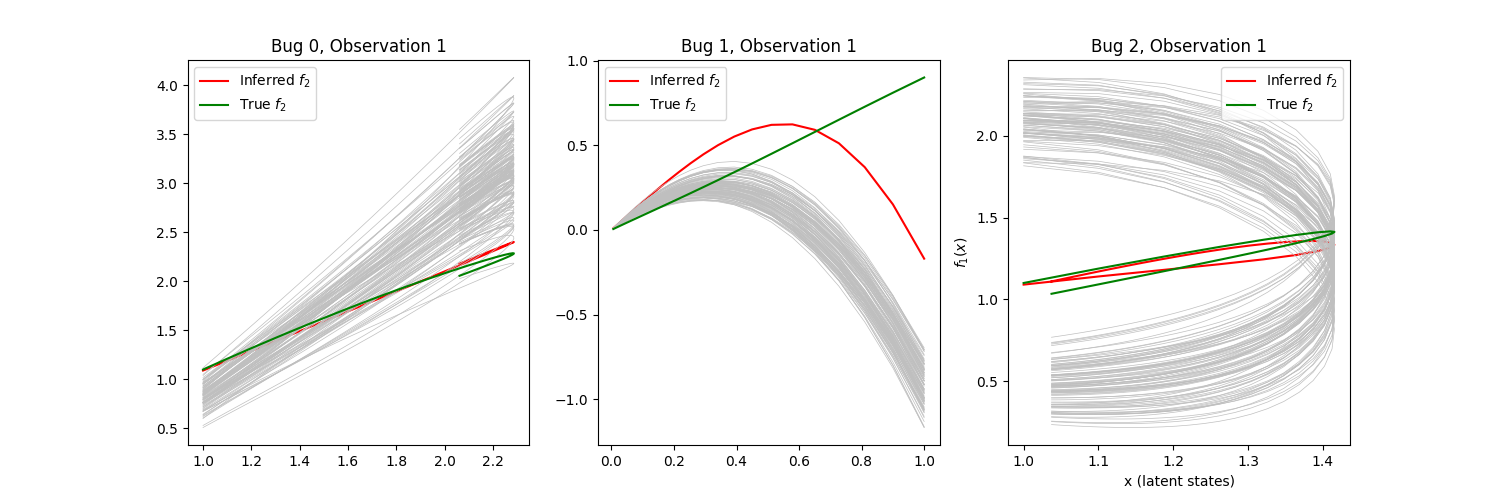 Bug 0, Observation 1
Inferred f₂
True f₂
4.0
3.5
3.0
2.5
2.0
1.5
1.0
0.5
1.0 1.2 1.4 1.6 1.8 2.0 2.2
Bug 1, Observation 1
Inferred f₂
True f₂
1.0
0.5
0.0
−0.5
−1.0
0.0 0.2 0.4 0.6 0.8 1.0
Bug 2, Observation 1
Inferred f₂
True f₂
f₁(x)
2.0
1.5
1.0
0.5
1.0 1.1 1.2 1.3 1.4
x (latent states)